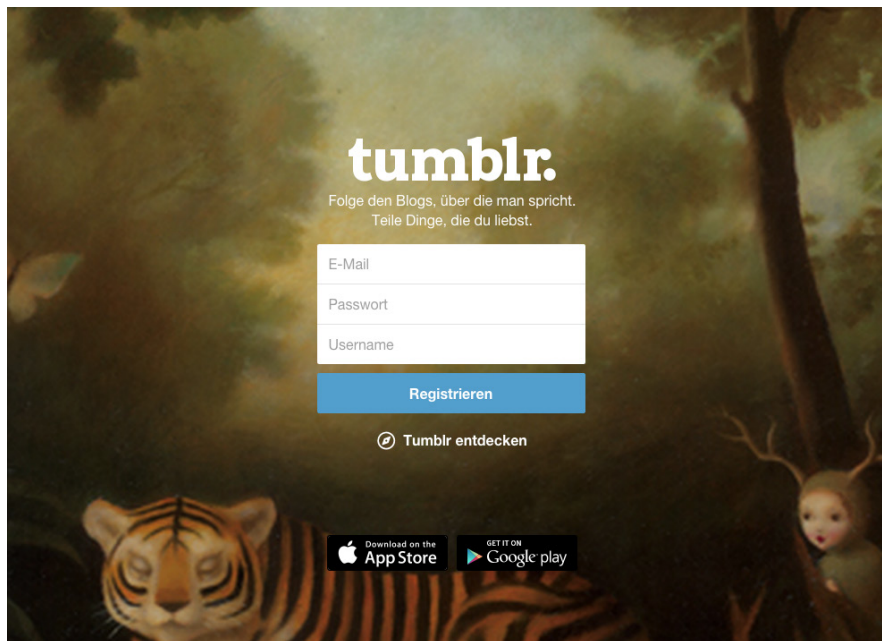 tumblr.
Folge den Blogs, über die man spricht.
Teile Dinge, die du liebst.
E-Mail
Passwort
Username
Registrieren
Tumblr entdecken
Download on the
App Store
GET IT ON
Google play